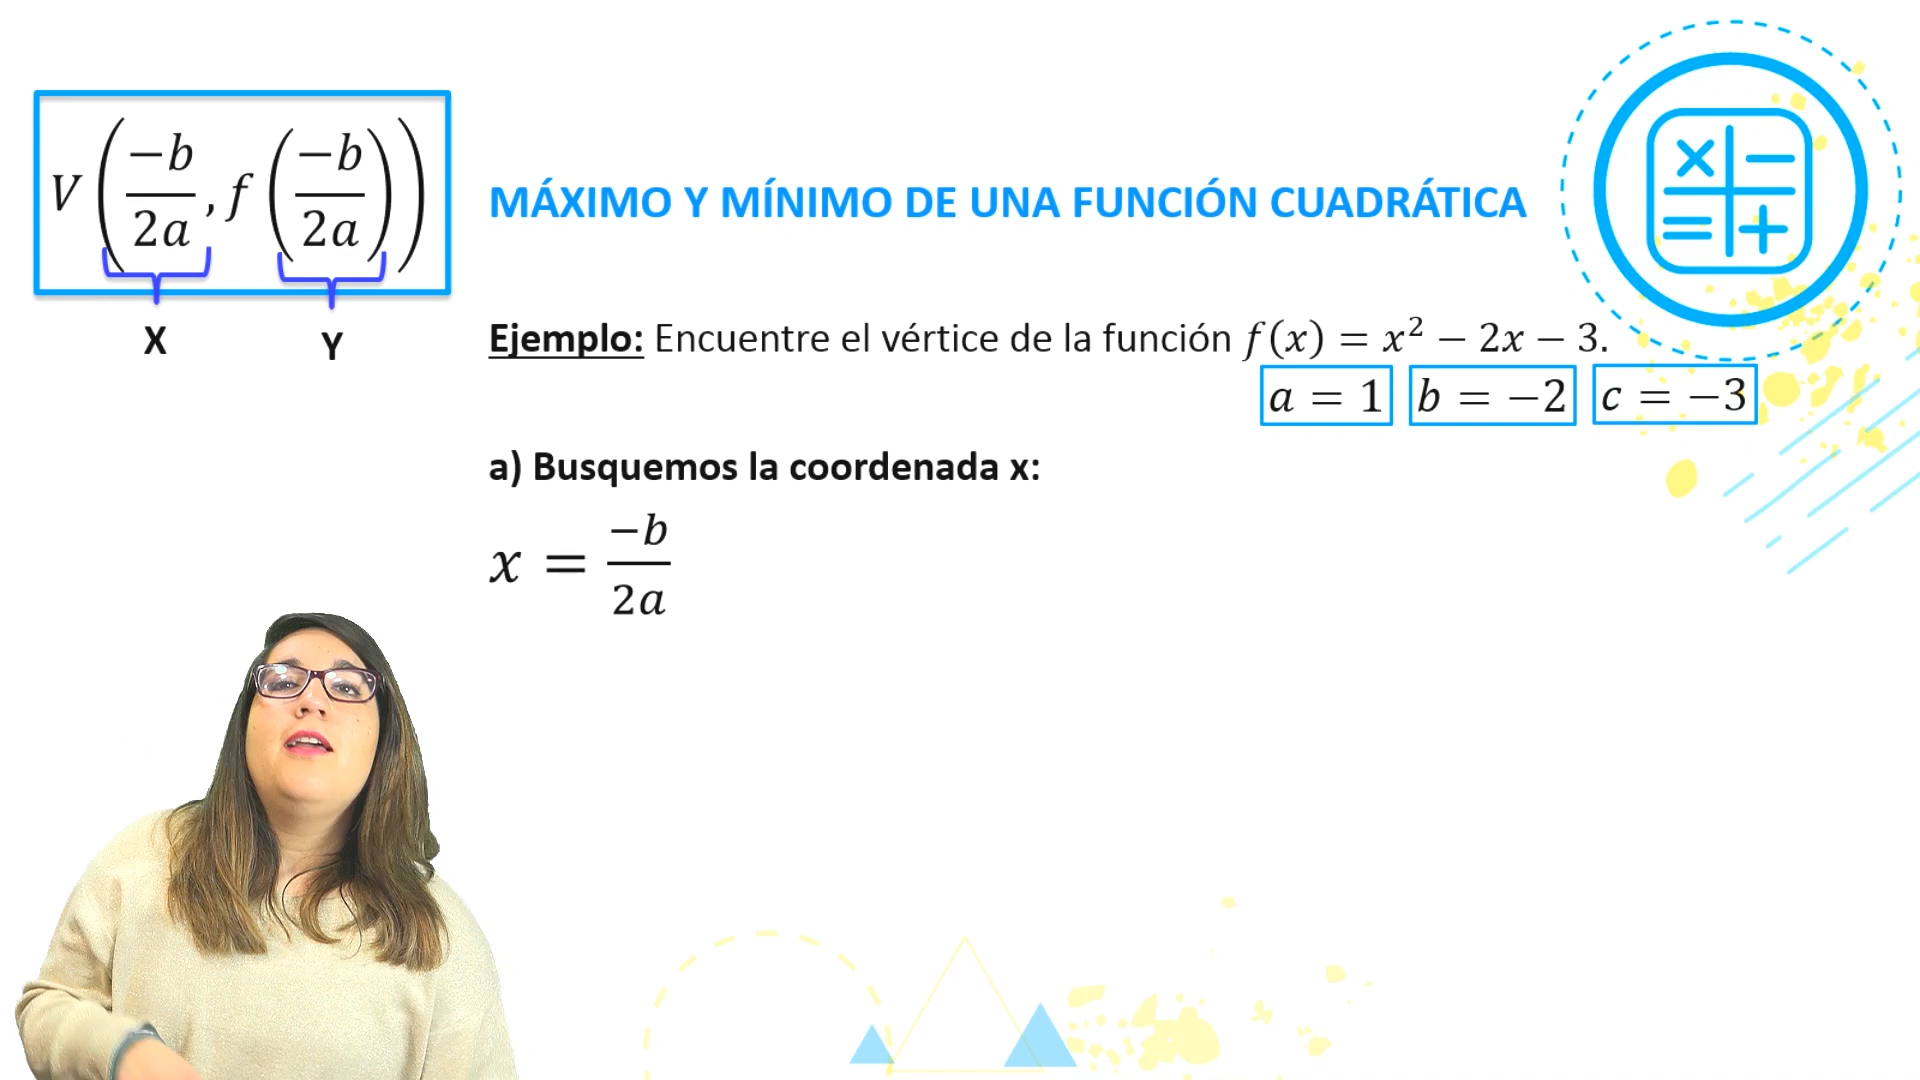 V(-b/2a, f(-b/2a))
X Y
MÁXIMO Y MÍNIMO DE UNA FUNCIÓN CUADRÁTICA
Ejemplo: Encuentre el vértice de la función f(x) = x² − 2x − 3.
a = 1 b = −2 c = −3
a) Busquemos la coordenada x:
x = -b/2a